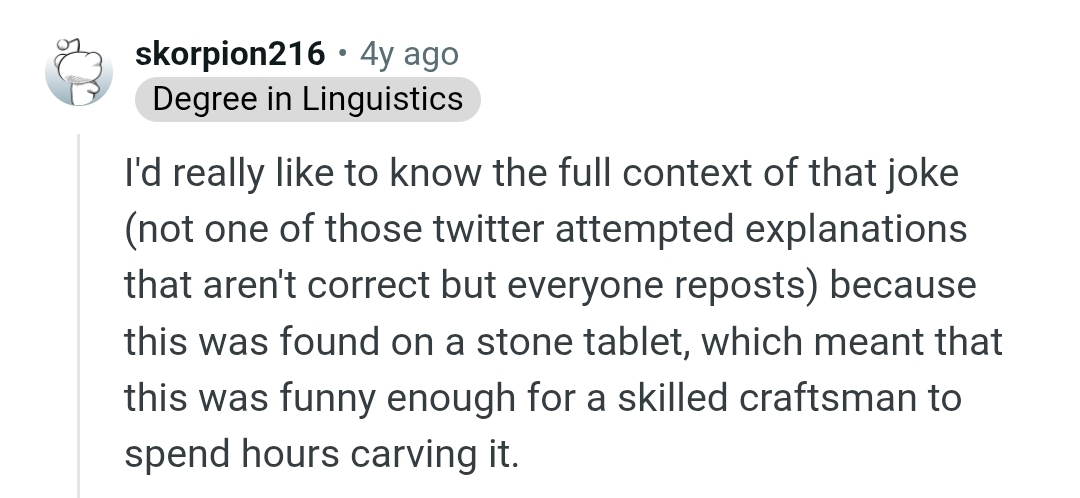 skorpion216 • 4y ago
Degree in Linguistics
I'd really like to know the full context of that joke
(not one of those twitter attempted explanations
that aren't correct but everyone reposts) because
this was found on a stone tablet, which meant that
this was funny enough for a skilled craftsman to
spend hours carving it.